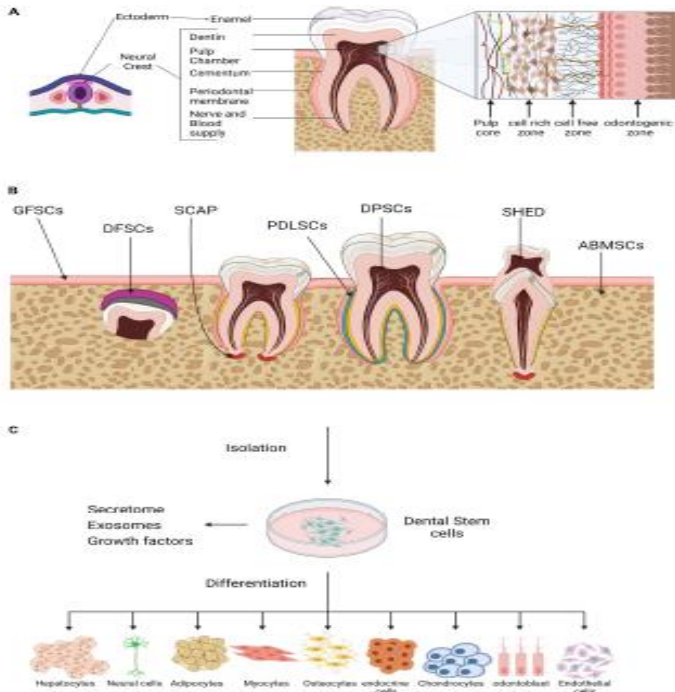 A
Ectoderm
Enamel
Neural
Crest
Dentin
Pulp
Chamber
Cementum
Periodontal
membrane
Nerve and
Blood
supply
Pulp
core
cell rich
zone
cell free
zone
odontogenic
zone
B
GFSCs
DFSCs
SCAP
PDLSCs
DPSCs
SHED
ABMSCs
C
Isolation
Secretome
Exosomes
Growth factors
Dental Stem
cells
Differentiation
Hepatocytes
Neural cells
Adipocytes
Myocytes
Osteocytes
endocrine
cells
Chondrocytes
odontoblast
Endothelial
cells